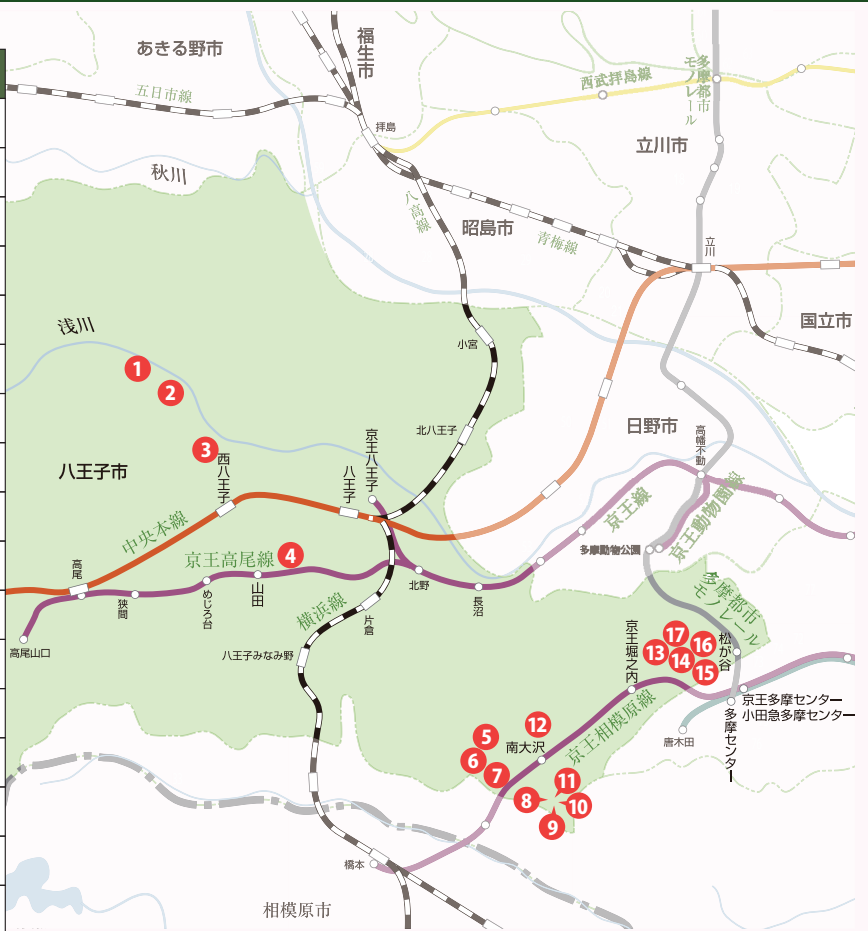 あきる野市
福生市
五日市線
西武拝島線
多摩都市
モノレール
拝島
立川市
秋川
八高線
昭島市
青梅線
立川
浅川
国立市
小宮
1
2
北八王子
京王八王子
日野市
高幡不動
3
西八王子
八王子
八王子市
中央本線
京王線
京王動物園線
多摩動物公園
4
京王高尾線
高尾
狭間
めじろ台
山田
北野
長沼
横浜線
片倉
多摩都市
モノレール
高尾山口
八王子みなみ野
京王堀之内
17
16
13
14
15
松が谷
京王多摩センター
小田急多摩センター
多摩センター
唐木田
京王相模原線
12
5
南大沢
6
7
11
8
10
9
橋本
相模原市